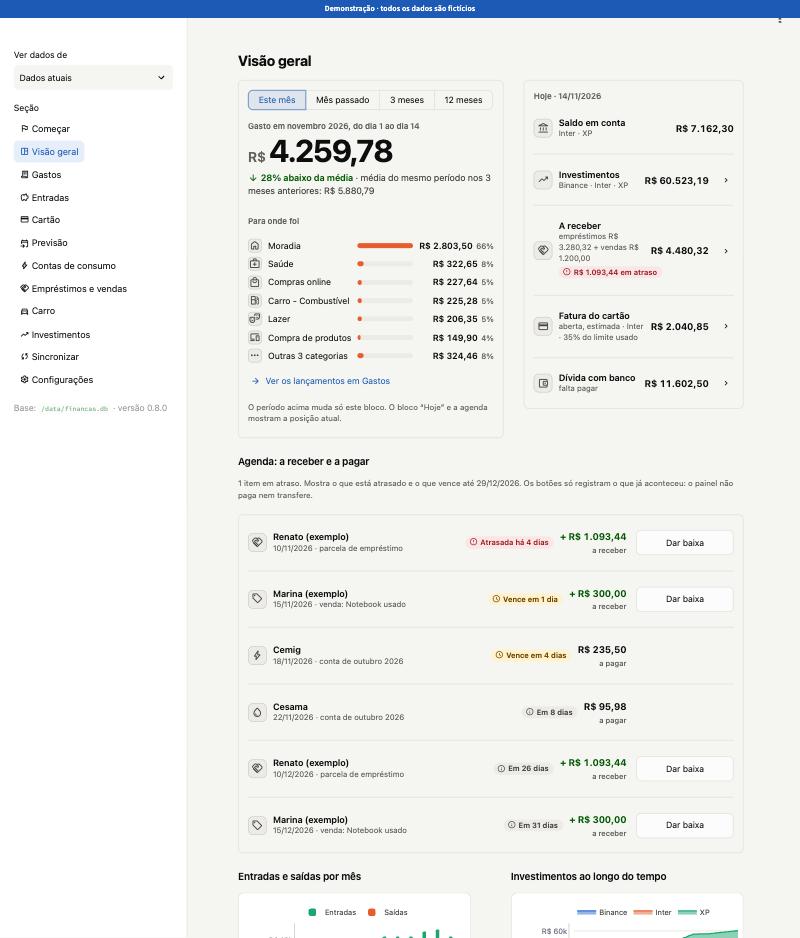 Demonstração · todos os dados são fictícios
Ver dados de
Dados atuais
Seção
Começar
Visão geral
Gastos
Entradas
Cartão
Previsão
Contas de consumo
Empréstimos e vendas
Carro
Investimentos
Sincronizar
Configurações
Base: /data/financas.db · versão 0.8.0
Visão geral
Este mês Mês passado 3 meses 12 meses
Gasto em novembro 2026, do dia 1 ao dia 14
R$ 4.259,78
↓ 28% abaixo da média · média do mesmo período nos 3
meses anteriores: R$ 5.880,79
Para onde foi
Moradia R$ 2.803,50 66%
Saúde R$ 322,65 8%
Compras online R$ 227,64 5%
Carro - Combustível R$ 225,28 5%
Lazer R$ 206,35 5%
Compra de produtos R$ 149,90 4%
Outras 3 categorias R$ 324,46 8%
→ Ver os lançamentos em Gastos
O período acima muda só este bloco. O bloco “Hoje” e a agenda
mostram a posição atual.
Hoje · 14/11/2026
Saldo em conta R$ 7.162,30
Inter · XP
Investimentos R$ 60.523,19
Binance · Inter · XP
A receber
empréstimos R$
3.280,32 + vendas R$ R$ 4.480,32
1.200,00
R$ 1.093,44 em atraso
Fatura do cartão
aberta, estimada · Inter R$ 2.040,85
· 35% do limite usado
Dívida com banco R$ 11.602,50
falta pagar
Agenda: a receber e a pagar
1 item em atraso. Mostra o que está atrasado e o que vence até 29/12/2026. Os botões só registram o que já aconteceu: o painel não
paga nem transfere.
Renato (exemplo) Atrasada há 4 dias + R$ 1.093,44 Dar baixa
10/11/2026 · parcela de empréstimo a receber
Marina (exemplo) Vence em 1 dia + R$ 300,00 Dar baixa
15/11/2026 · venda: Notebook usado a receber
Cemig Vence em 4 dias R$ 235,50
18/11/2026 · conta de outubro 2026 a pagar
Cesama Em 8 dias R$ 95,98
22/11/2026 · conta de outubro 2026 a pagar
Renato (exemplo) Em 26 dias + R$ 1.093,44 Dar baixa
10/12/2026 · parcela de empréstimo a receber
Marina (exemplo) Em 31 dias + R$ 300,00 Dar baixa
15/12/2026 · venda: Notebook usado a receber
Entradas e saídas por mês
Entradas Saídas
Investimentos ao longo do tempo
Binance Inter XP
R$ 60k